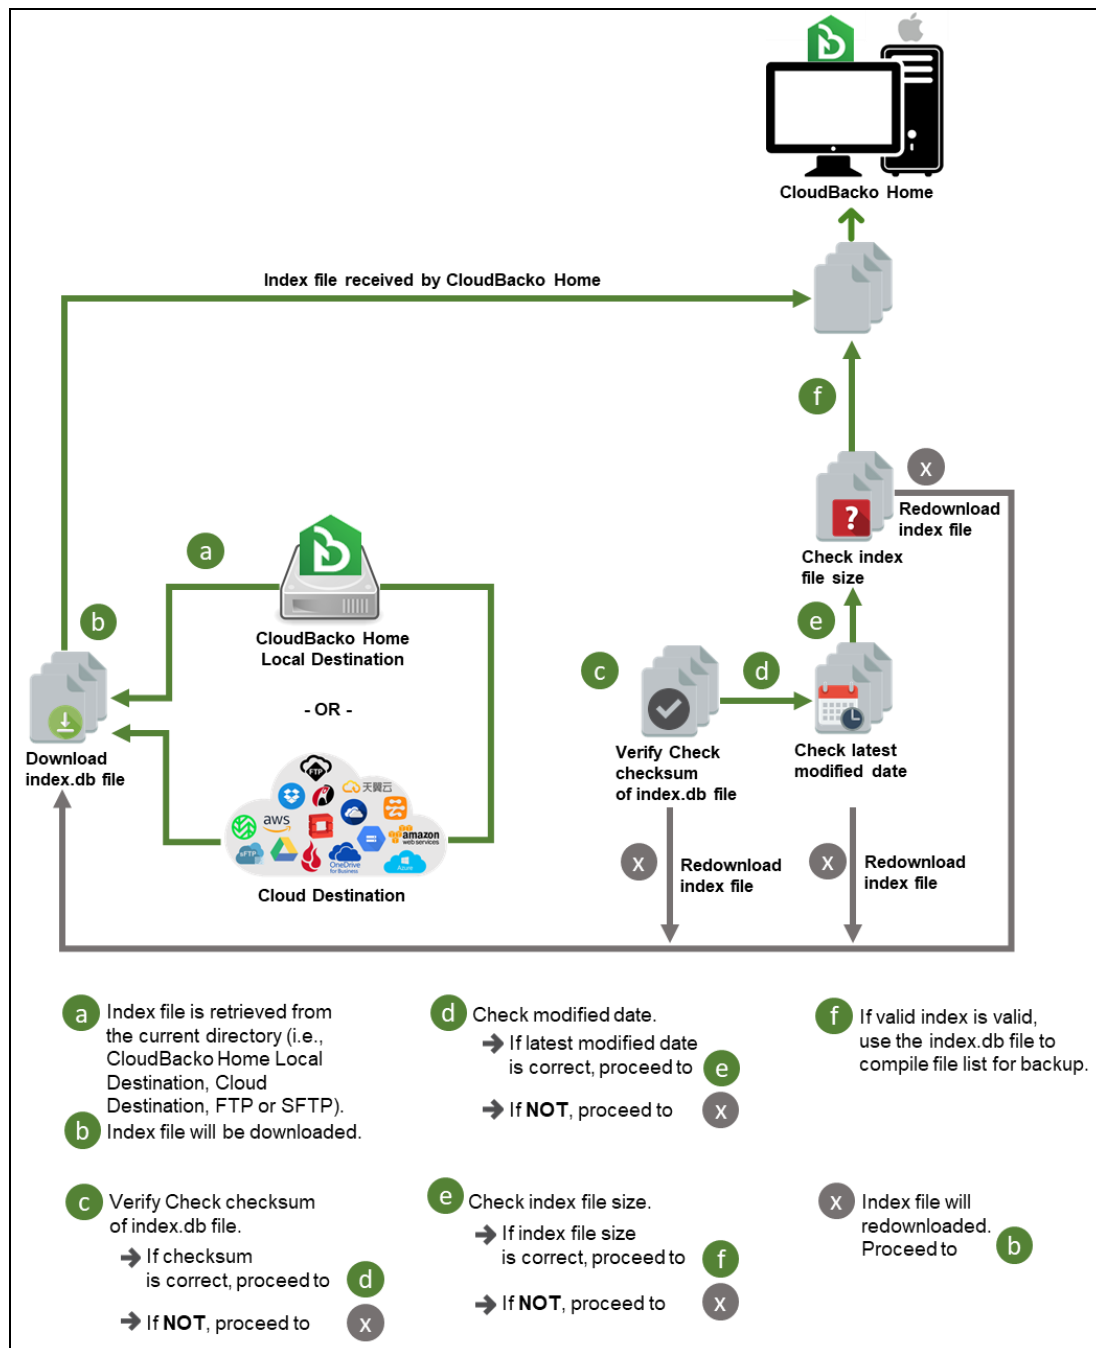 CloudBacko Home
Index file received by CloudBacko Home
f
x
Redownload
index file
Check index
file size
a
b
e
CloudBacko Home
Local Destination
c
d
- OR -
Download
index.db file
Verify Check
checksum
of index.db file
Check latest
modified date
FTP
天翼云
aws
amazon
web services
SFTP
OneDrive
for Business
Azure
Cloud Destination
x
Redownload
index file
x
Redownload
index file
a
Index file is retrieved from
the current directory (i.e.,
CloudBacko Home Local
Destination, Cloud
Destination, FTP or SFTP).
b
Index file will be downloaded.
c
Verify Check checksum
of index.db file.
➔ If checksum
is correct, proceed to d
➔ If NOT, proceed to x
d
Check modified date.
➔ If latest modified date
is correct, proceed to e
➔ If NOT, proceed to x
e
Check index file size.
➔ If index file size
is correct, proceed to f
➔ If NOT, proceed to x
f
If valid index is valid,
use the index.db file to
compile file list for backup.
x
Index file will
redownloaded.
Proceed to b